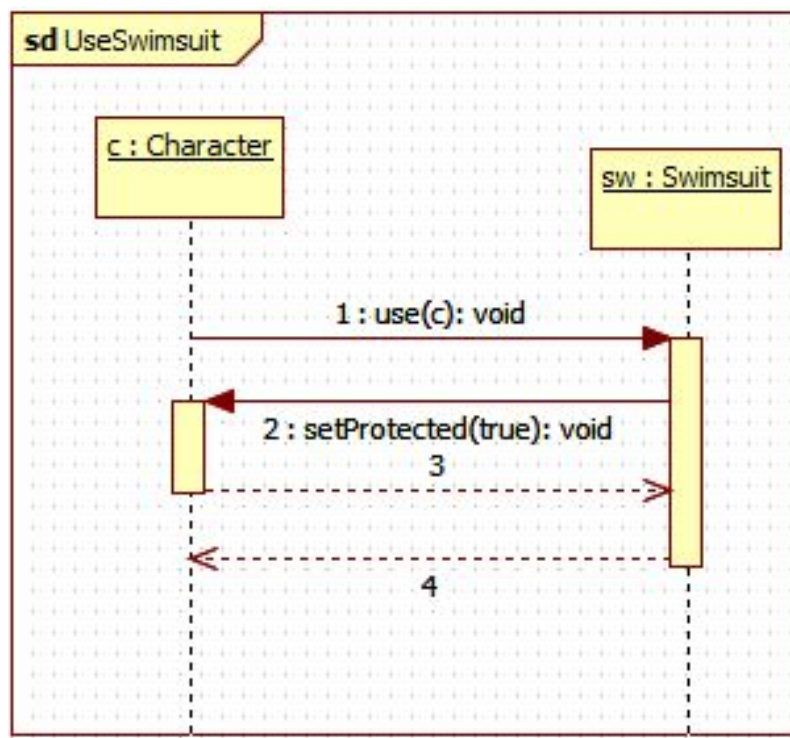 sd UseSwimsuit
c : Character
sw : Swimsuit
1 : use(c): void
2 : setProtected(true): void
3
4